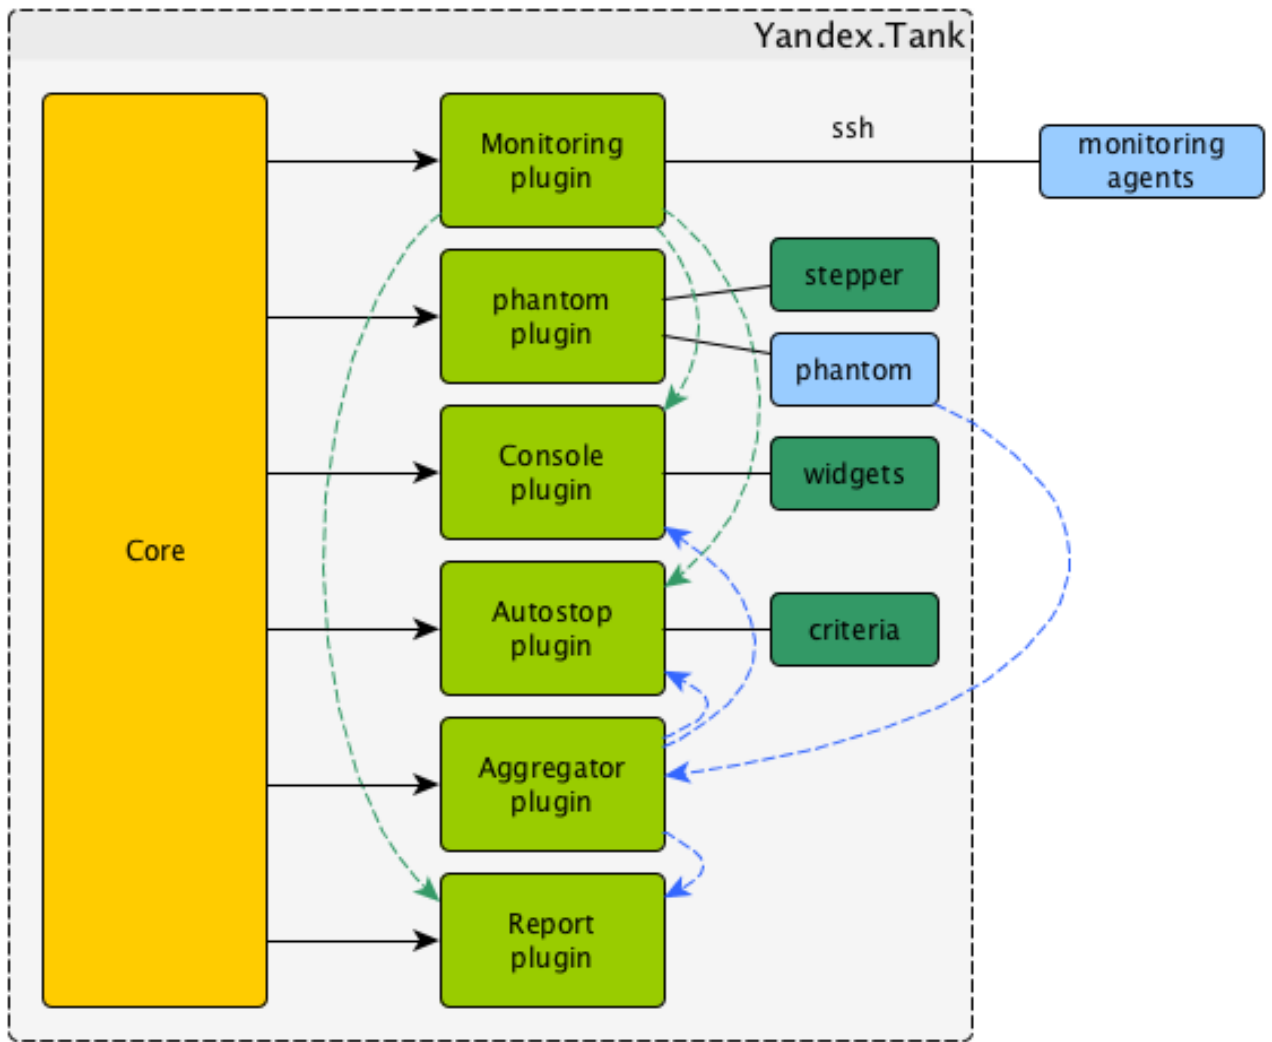 Yandex.Tank
Core
Monitoring
plugin
ssh
monitoring
agents
phantom
plugin
stepper
phantom
Console
plugin
widgets
Autostop
plugin
criteria
Aggregator
plugin
Report
plugin